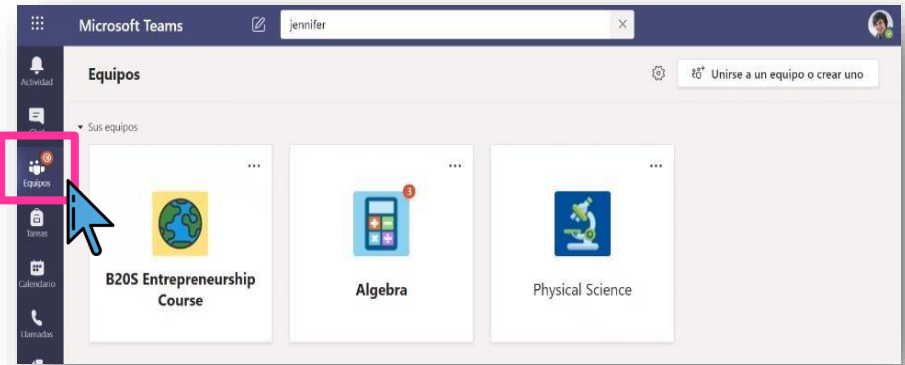 Microsoft Teams
jennifer
Actividad
Equipos
Unirse a un equipo o crear uno
Chat
Sus equipos
Equipos
Tareas
B20S Entrepreneurship
Course
Algebra
3
Physical Science
Calendario
Llamadas